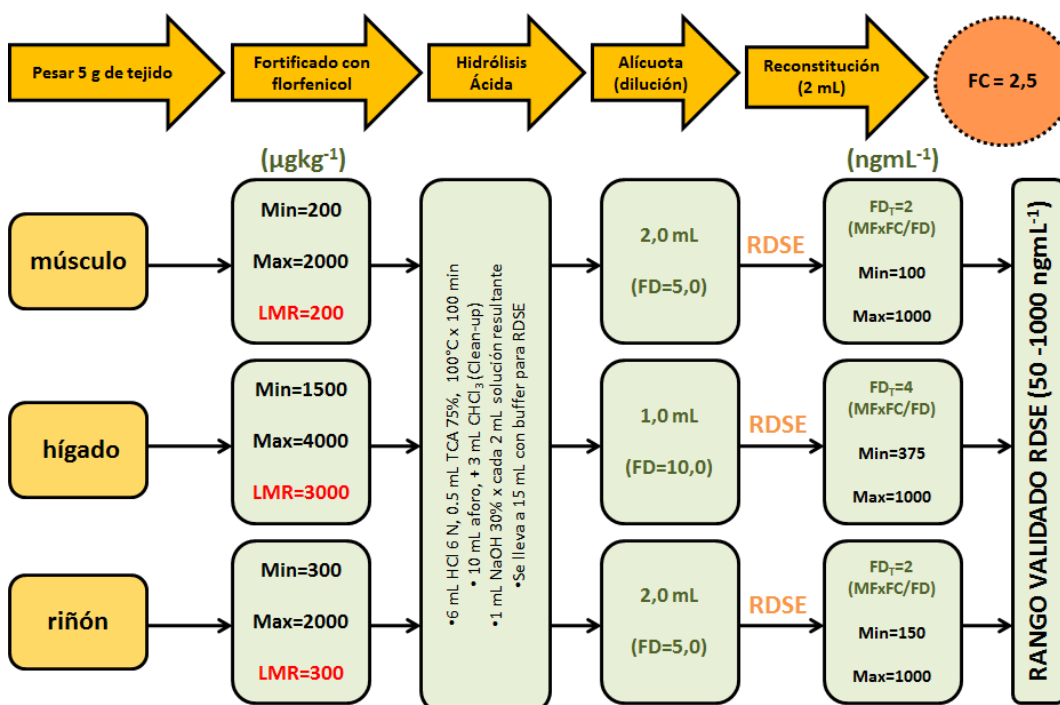 Pesar 5 g de tejido
Fortificado con
florfenicol
Hidrólisis
Ácida
Alícuota
(dilución)
Reconstitución
(2 mL)
FC = 2,5
(µgkg⁻¹)
(ngmL⁻¹)
músculo
Min=200
Max=2000
LMR=200
2,0 mL
(FD=5,0)
RDSE
FD_T=2
(MFxFC/FD)
Min=100
Max=1000
hígado
Min=1500
Max=4000
LMR=3000
1,0 mL
(FD=10,0)
RDSE
FD_T=4
(MFxFC/FD)
Min=375
Max=1000
riñón
Min=300
Max=2000
LMR=300
2,0 mL
(FD=5,0)
RDSE
FD_T=2
(MFxFC/FD)
Min=150
Max=1000
•6 mL HCl 6 N, 0.5 mL TCA 75%, 100°C x 100 min
• 10 mL aforo, + 3 mL CHCl₃ (Clean-up)
•1 mL NaOH 30% x cada 2 mL solución resultante
•Se lleva a 15 mL con buffer para RDSE
RANGO VALIDADO RDSE (50 -1000 ngmL⁻¹)